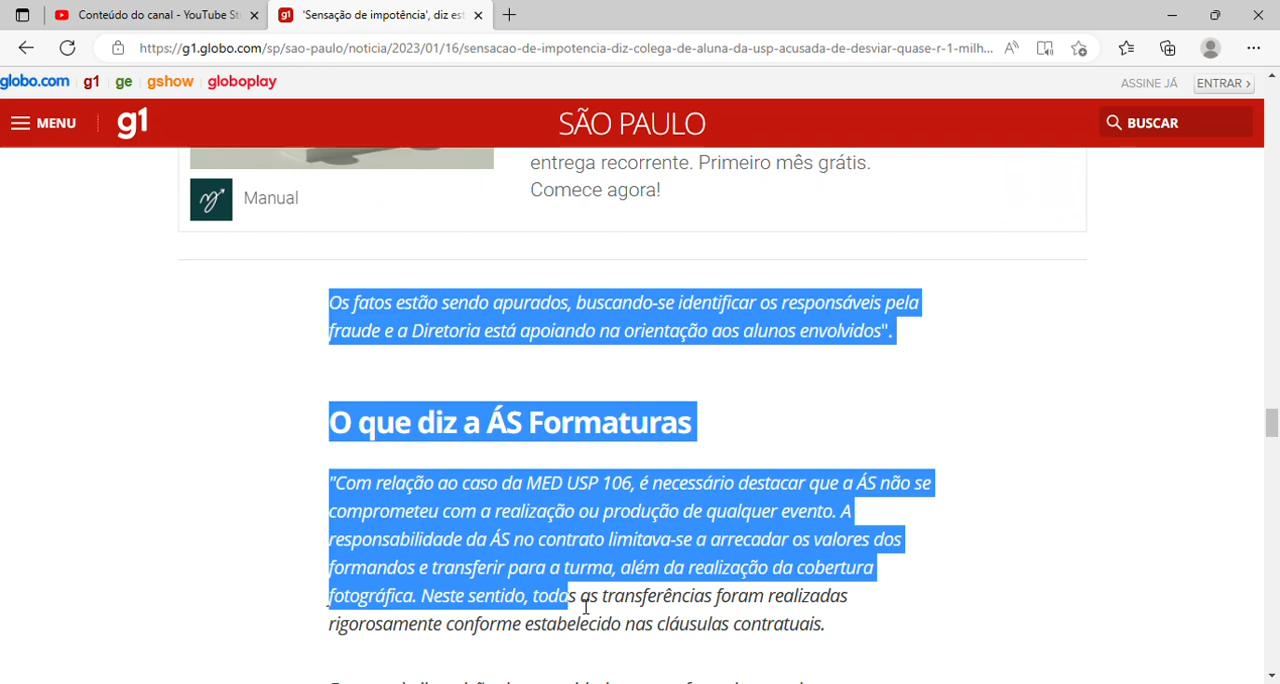 Conteúdo do canal - YouTube St
'Sensação de impotência', diz est
https://g1.globo.com/sp/sao-paulo/noticia/2023/01/16/sensacao-de-impotencia-diz-colega-de-aluna-da-usp-acusada-de-desviar-quase-r-1-milh...
globo.com g1 ge gshow globoplay
ASSINE JÁ ENTRAR ›
MENU g1 SÃO PAULO BUSCAR
entrega recorrente. Primeiro mês grátis.
Comece agora!
Manual
Os fatos estão sendo apurados, buscando-se identificar os responsáveis pela
fraude e a Diretoria está apoiando na orientação aos alunos envolvidos".
O que diz a ÁS Formaturas
"Com relação ao caso da MED USP 106, é necessário destacar que a ÁS não se
comprometeu com a realização ou produção de qualquer evento. A
responsabilidade da ÁS no contrato limitava-se a arrecadar os valores dos
formandos e transferir para a turma, além da realização da cobertura
fotográfica. Neste sentido, todas as transferências foram realizadas
rigorosamente conforme estabelecido nas cláusulas contratuais.